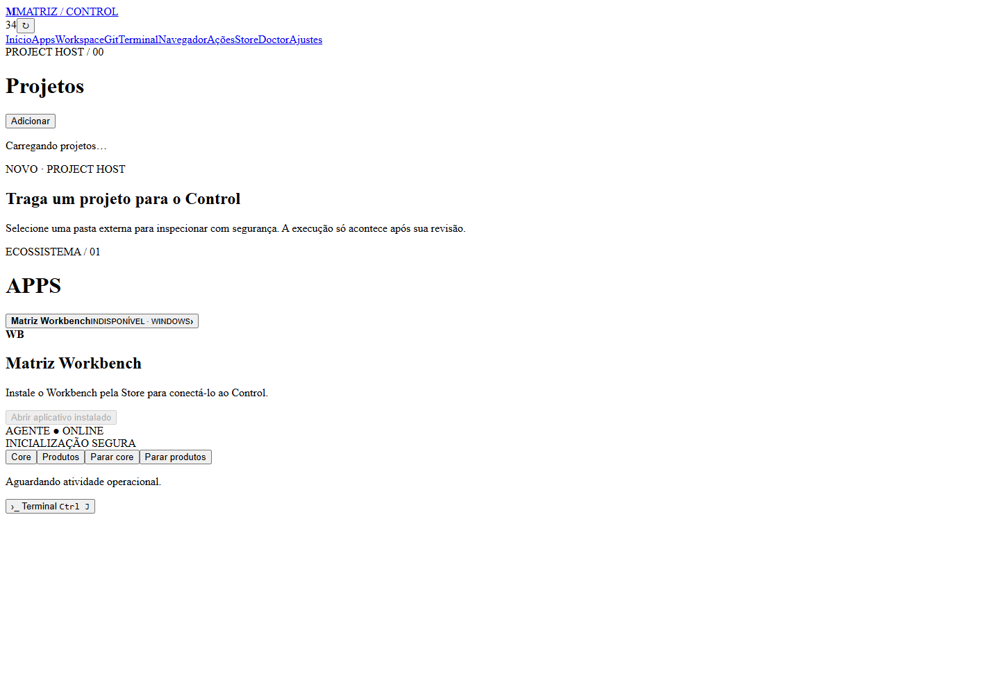 MMATRIZ / CONTROL
34↻
InícioAppsWorkspaceGitTerminalNavegadorAçõesStoreDoctorAjustes
PROJECT HOST / 00
Projetos
Adicionar
Carregando projetos…
NOVO · PROJECT HOST
Traga um projeto para o Control
Selecione uma pasta externa para inspecionar com segurança. A execução só acontece após sua revisão.
ECOSSISTEMA / 01
APPS
Matriz WorkbenchINDISPONÍVEL · WINDOWS›
WB
Matriz Workbench
Instale o Workbench pela Store para conectá-lo ao Control.
Abrir aplicativo instalado
AGENTE ● ONLINE
INICIALIZAÇÃO SEGURA
Core Produtos Parar core Parar produtos
Aguardando atividade operacional.
›_ Terminal Ctrl J